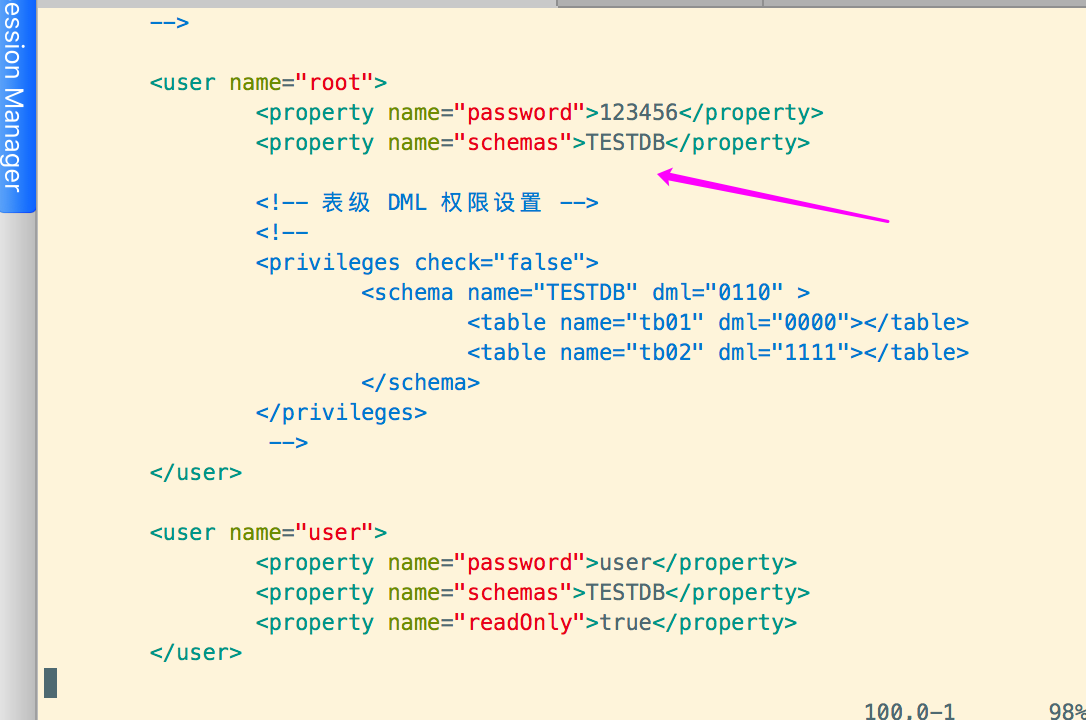 ession Manager
-->
<user name="root">
<property name="password">123456</property>
<property name="schemas">TESTDB</property>
<!-- 表级 DML 权限设置 -->
<!--
<privileges check="false">
<schema name="TESTDB" dml="0110" >
<table name="tb01" dml="0000"></table>
<table name="tb02" dml="1111"></table>
</schema>
</privileges>
-->
</user>
<user name="user">
<property name="password">user</property>
<property name="schemas">TESTDB</property>
<property name="readOnly">true</property>
</user>
100,0-1 98%